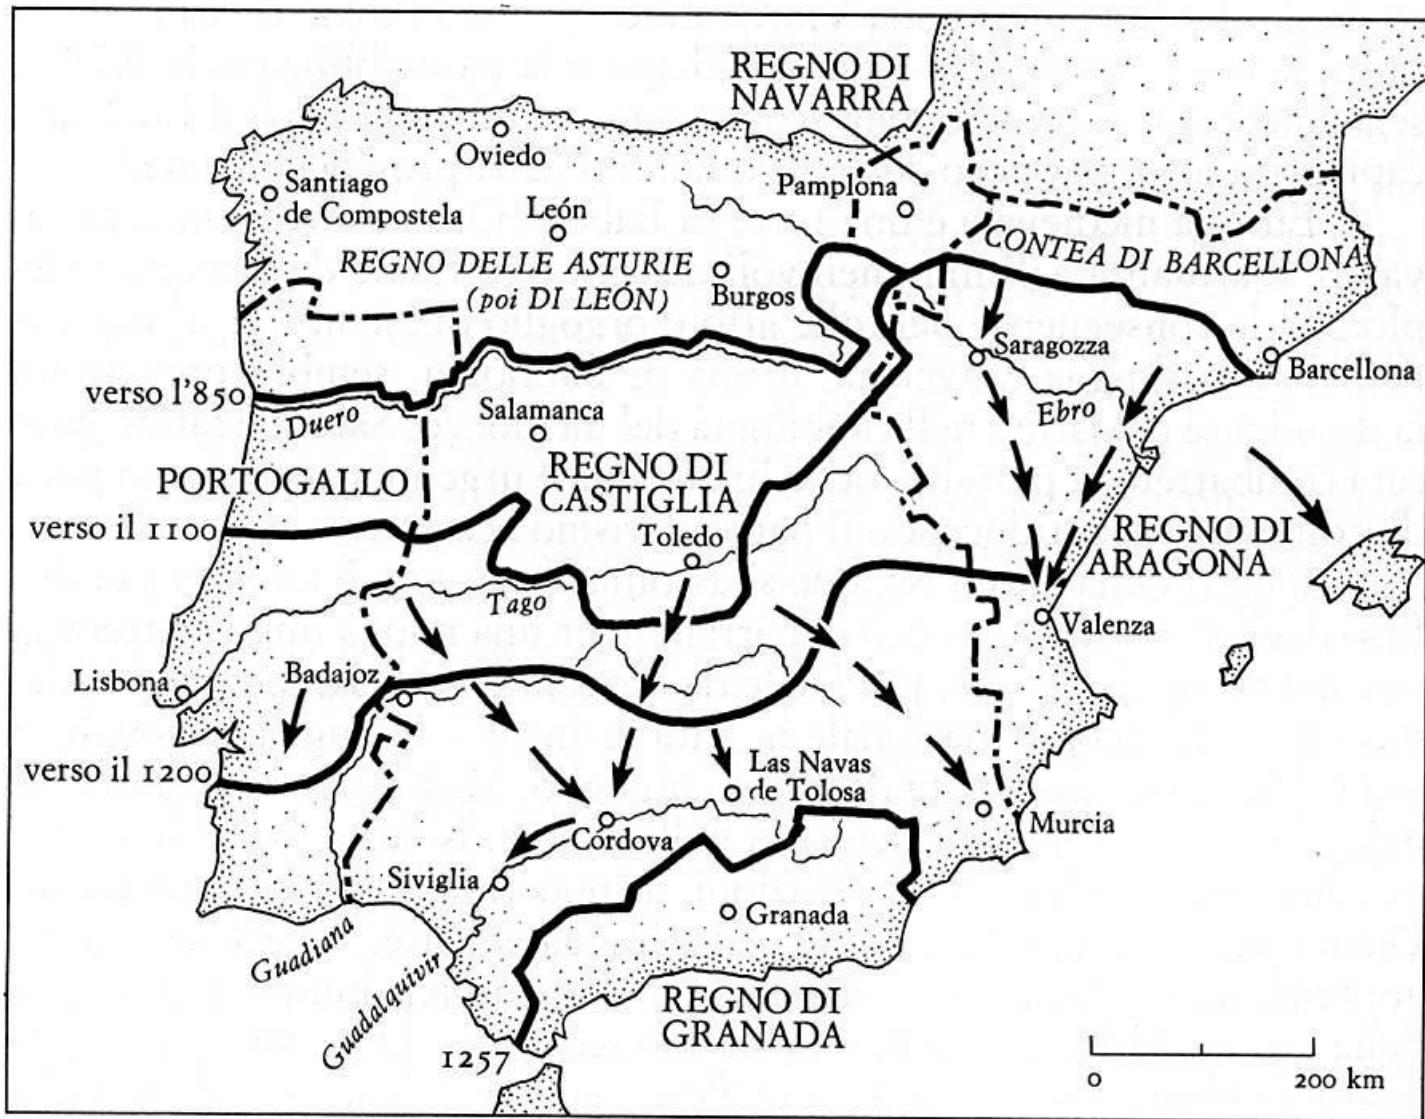 REGNO DI
NAVARRA
Oviedo
Santiago
de Compostela
León
Pamplona
REGNO DELLE ASTURIE
(poi DI LEÓN)
Burgos
CONTEA DI BARCELLONA
Saragozza
Barcellona
verso l'850
Duero
Salamanca
Ebro
PORTOGALLO
REGNO DI
CASTIGLIA
verso il 1100
Toledo
REGNO DI
ARAGONA
Tago
Valenza
Lisbona
Badajoz
verso il 1200
Las Navas
de Tolosa
Cordova
Murcia
Siviglia
Granada
Guadiana
Guadalquivir
REGNO DI
GRANADA
1257
0
200 km